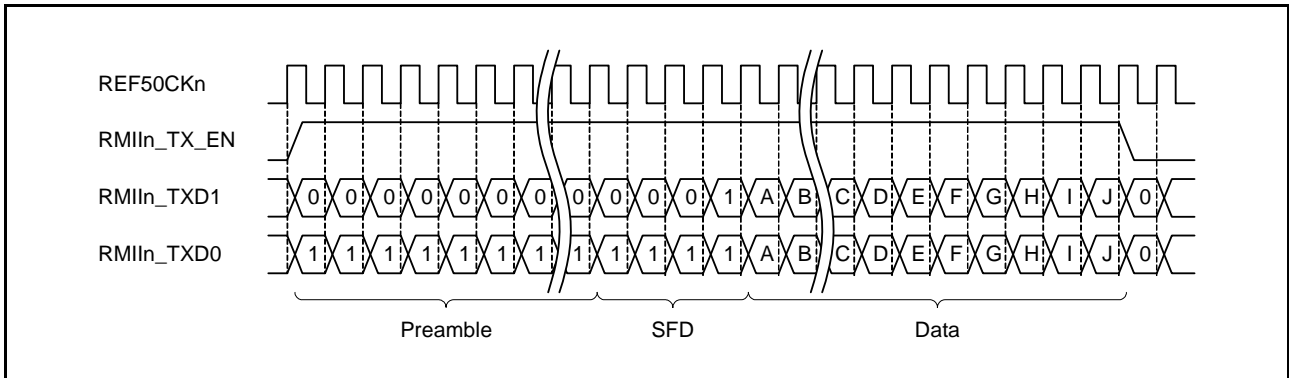 REF50CKn
RMIIn_TX_EN
RMIIn_TXD1 0 0 0 0 0 0 0 0 0 0 0 1 A B C D E F G H I J 0
RMIIn_TXD0 1 1 1 1 1 1 1 1 1 1 1 1 A B C D E F G H I J 0
Preamble SFD Data